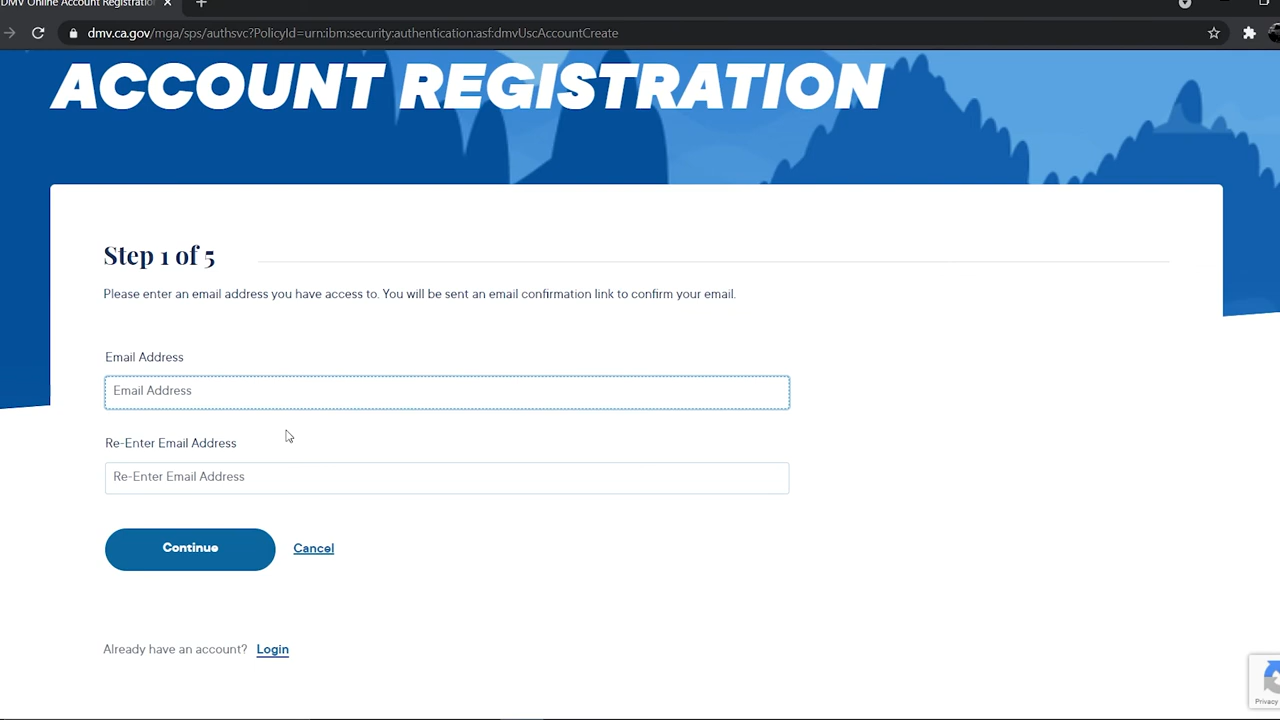 DMV Online Account Registratio
dmv.ca.gov/mga/sps/authsvc?PolicyId=urn:ibm:security:authentication:asf:dmvUscAccountCreate
ACCOUNT REGISTRATION
Step 1 of 5
Please enter an email address you have access to. You will be sent an email confirmation link to confirm your email.
Email Address
Email Address
Re-Enter Email Address
Re-Enter Email Address
Continue Cancel
Already have an account? Login
Privacy